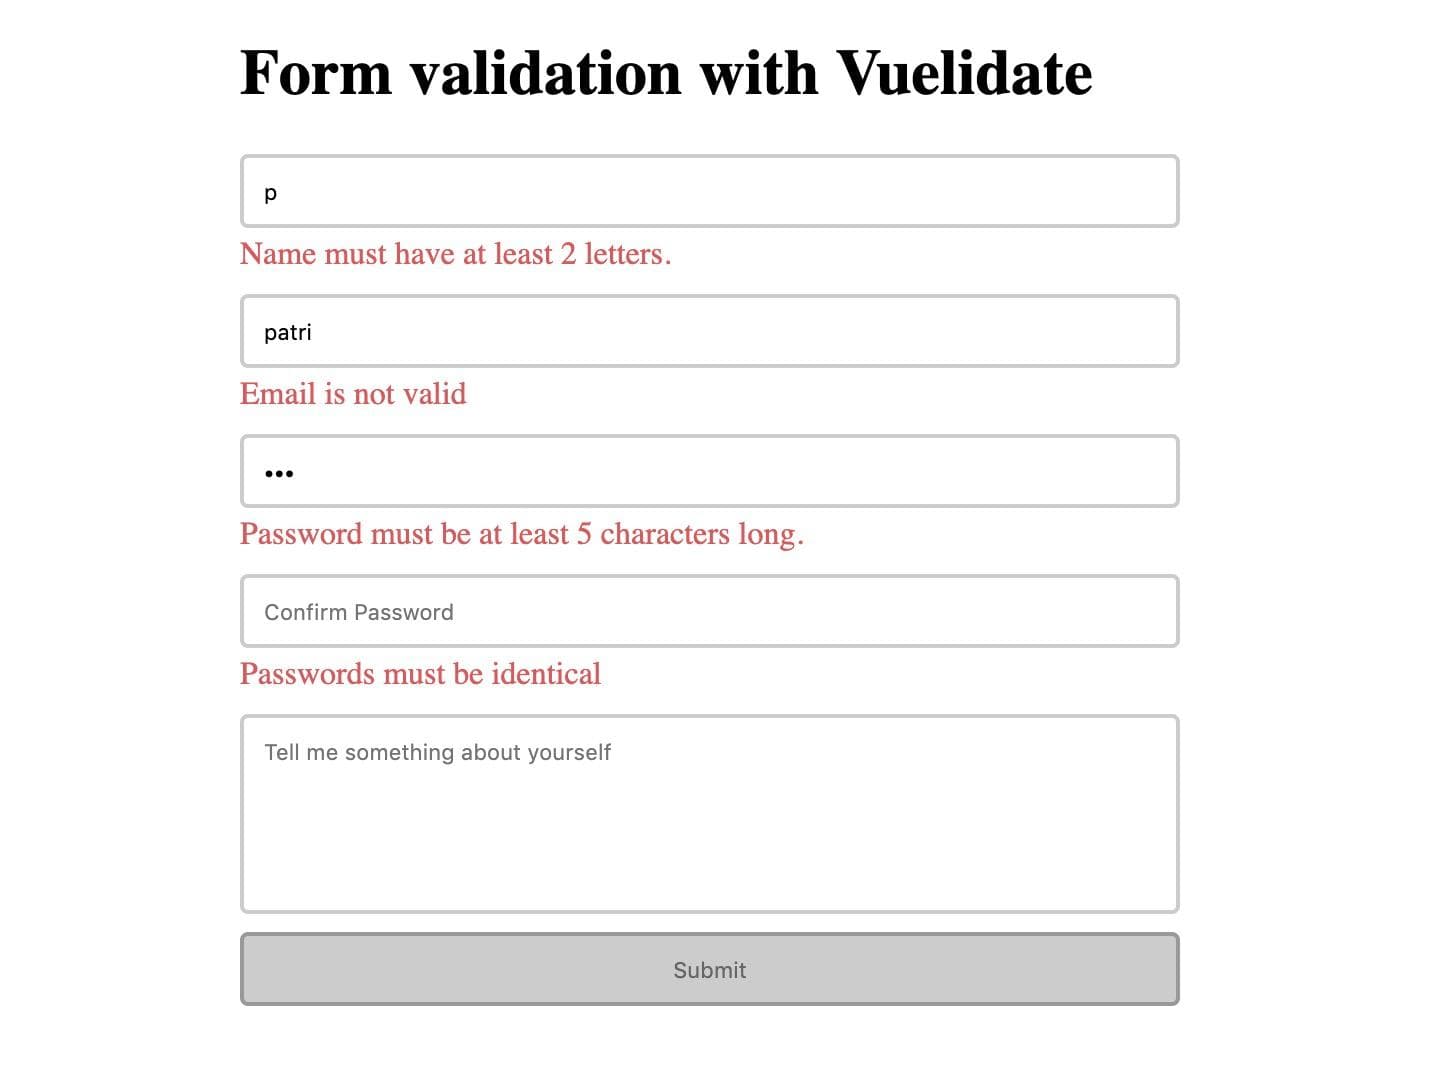 Form validation with Vuelidate
p
Name must have at least 2 letters.
patri
Email is not valid
•••
Password must be at least 5 characters long.
Confirm Password
Passwords must be identical
Tell me something about yourself
Submit